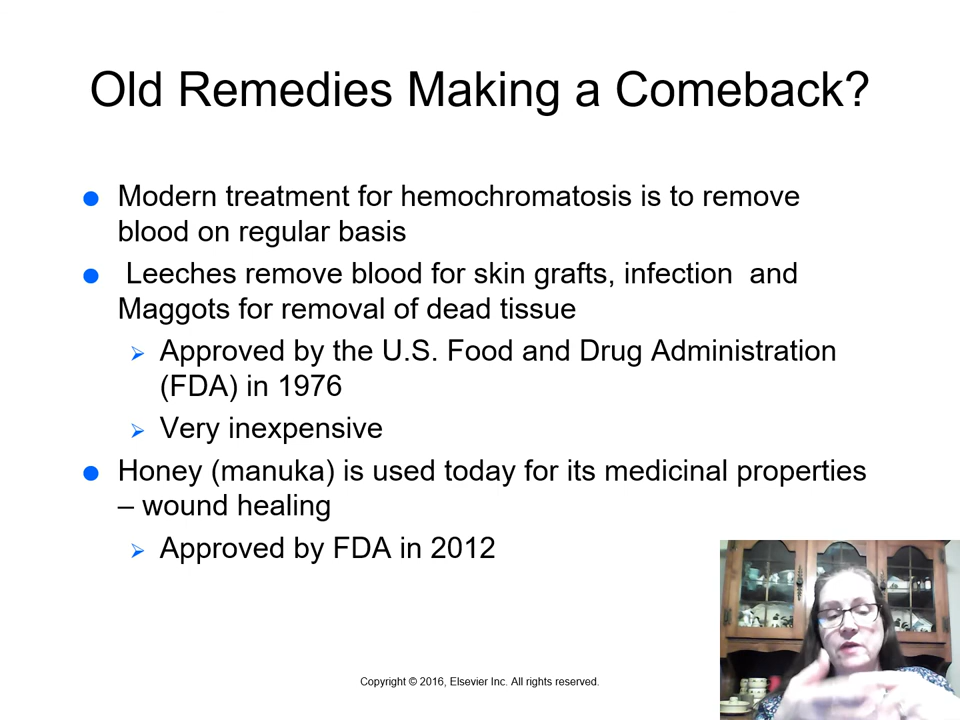 Old Remedies Making a Comeback?
Modern treatment for hemochromatosis is to remove
blood on regular basis
Leeches remove blood for skin grafts, infection and
Maggots for removal of dead tissue
Approved by the U.S. Food and Drug Administration
(FDA) in 1976
Very inexpensive
Honey (manuka) is used today for its medicinal properties
– wound healing
Approved by FDA in 2012
Copyright © 2016, Elsevier Inc. All rights reserved.